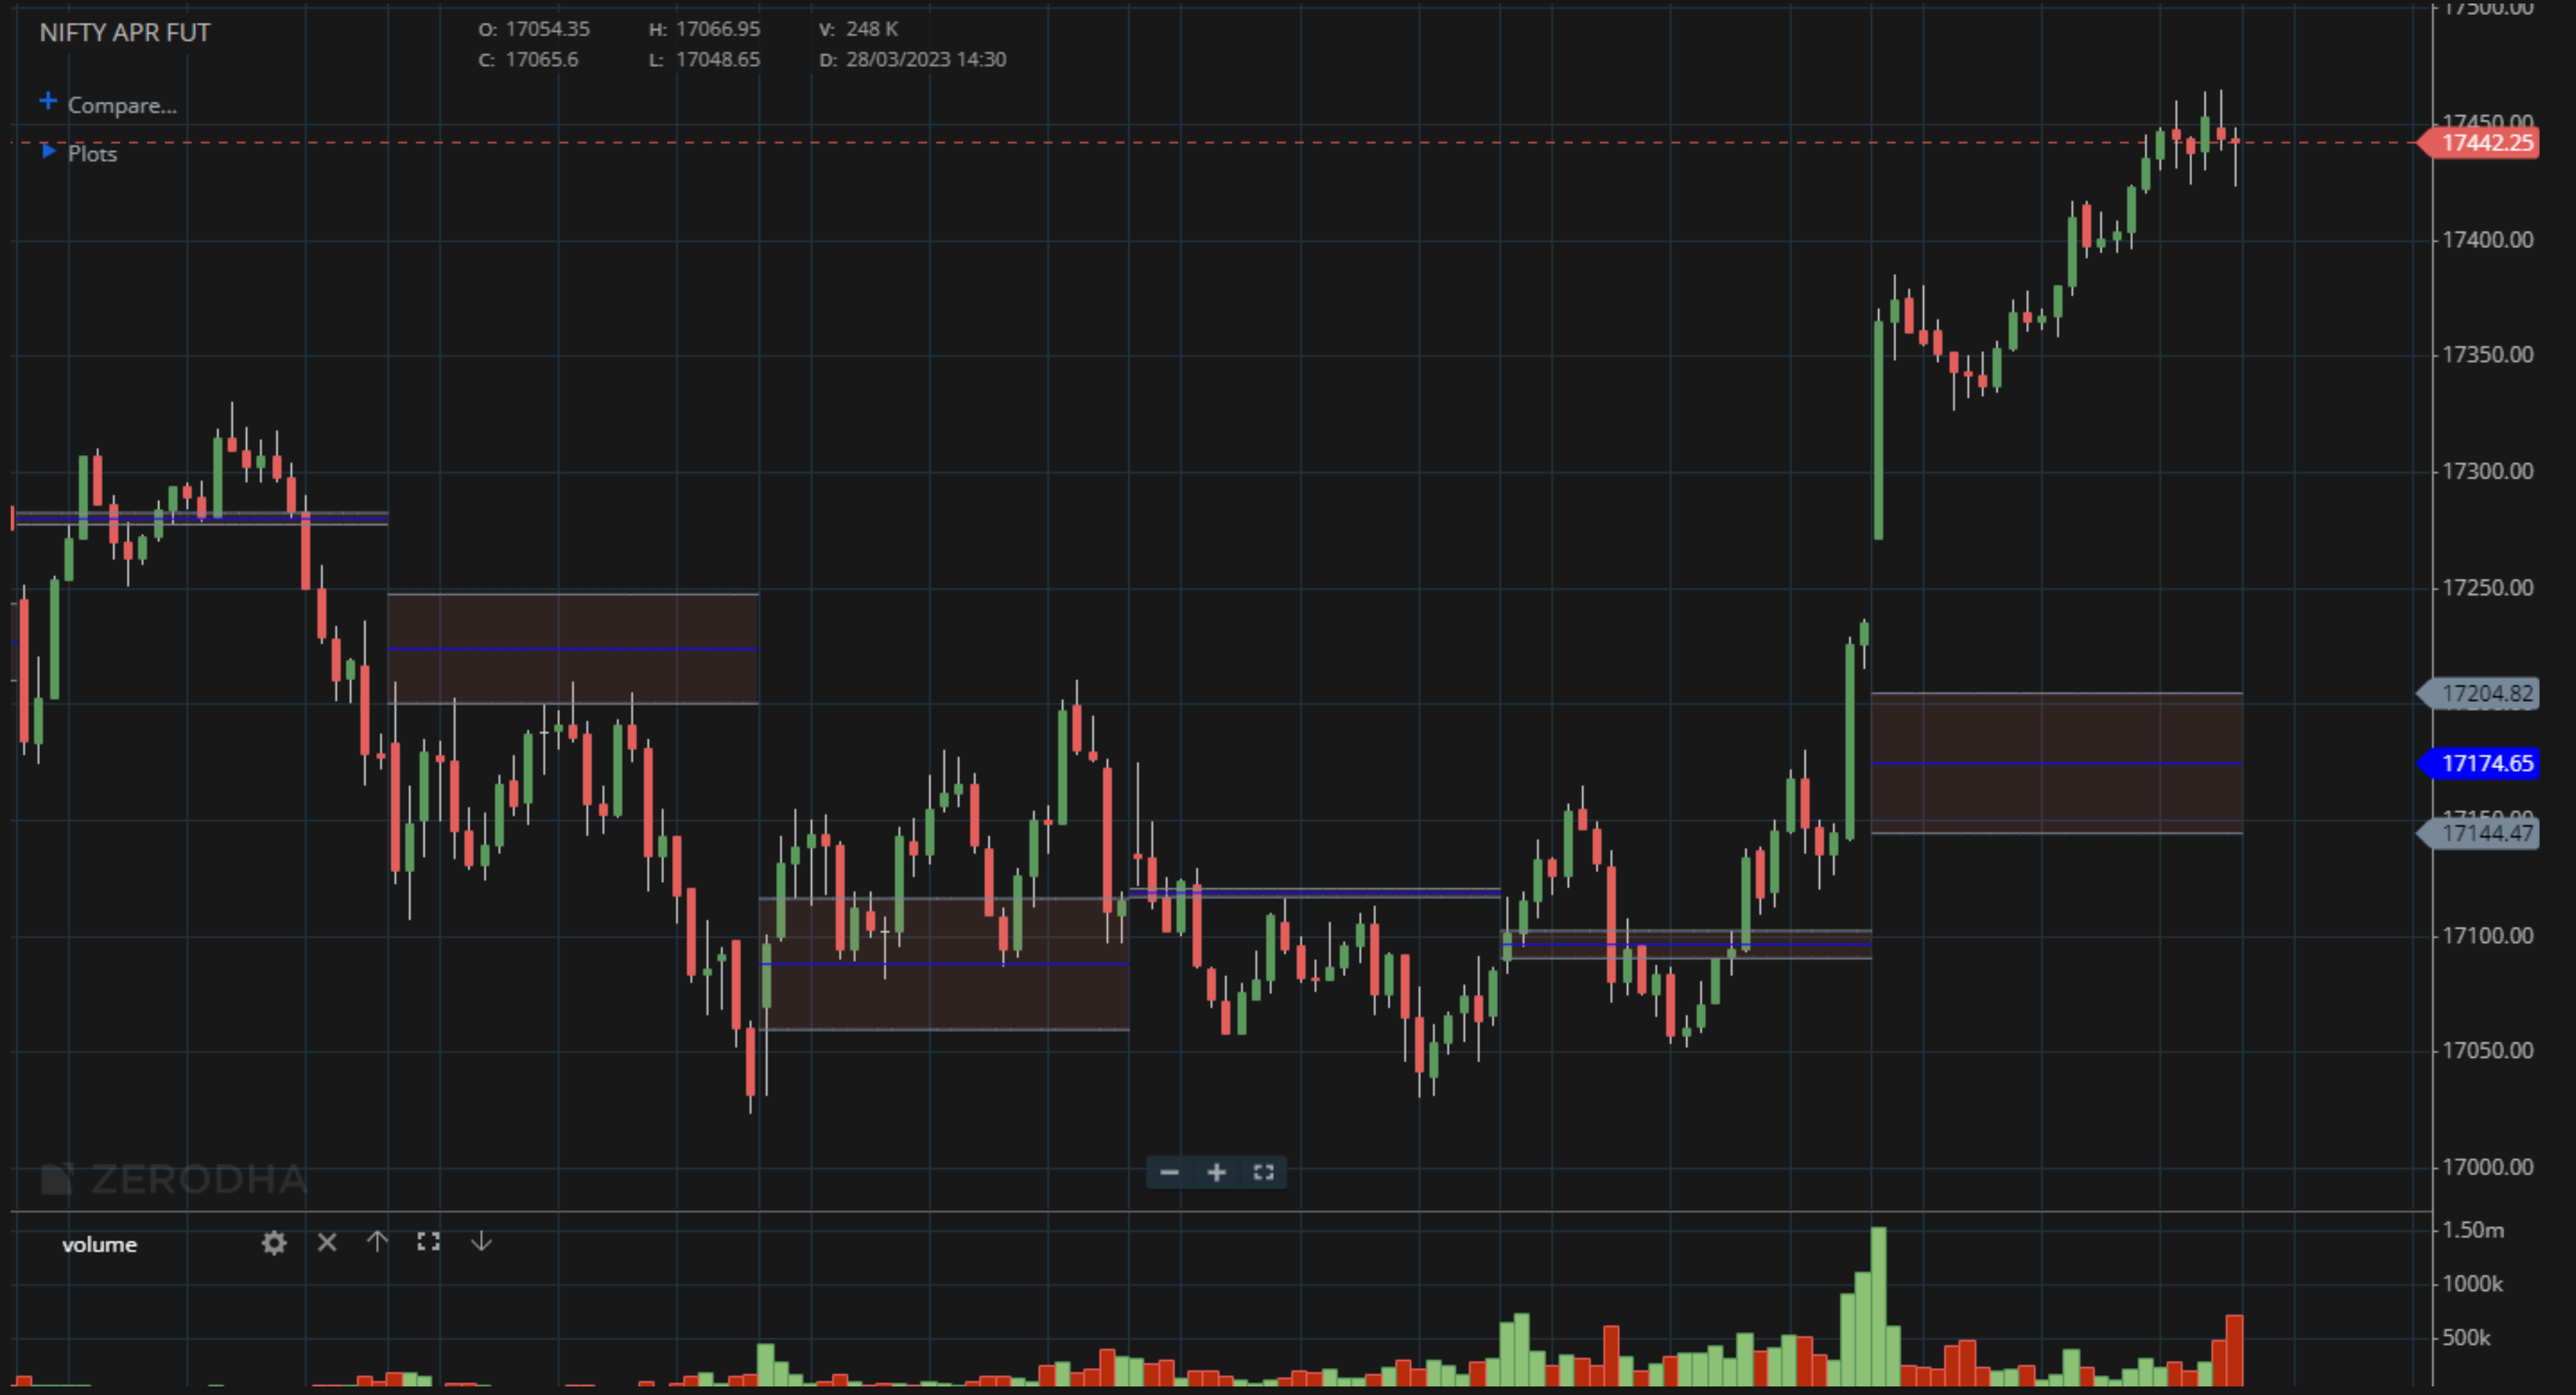 NIFTY APR FUT
O: 17054.35 H: 17066.95 V: 248 K
C: 17065.6 L: 17048.65 D: 28/03/2023 14:30
+ Compare...
Plots
17500.00
17450.00
17442.25
17400.00
17350.00
17300.00
17250.00
17204.82
17174.65
17150.00
17144.47
17100.00
17050.00
17000.00
ZERODHA
volume
1.50m
1000k
500k